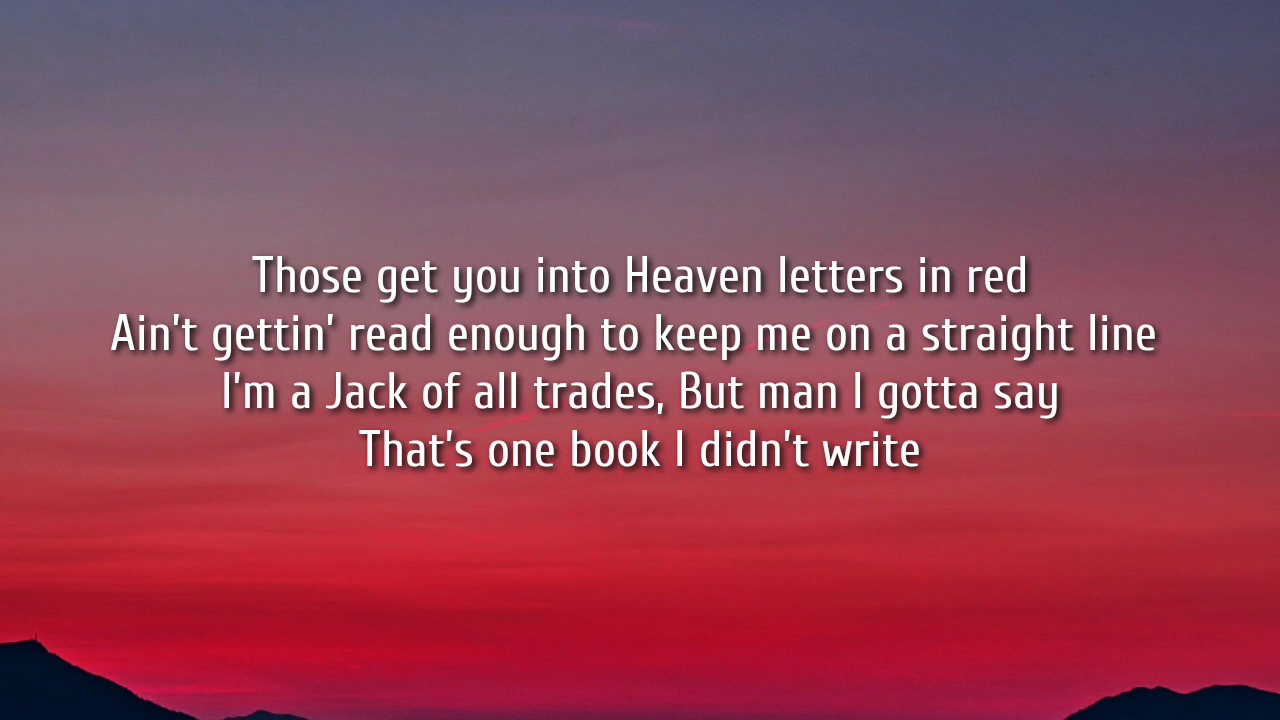 Those get you into Heaven letters in red
Ain't gettin' read enough to keep me on a straight line
I'm a Jack of all trades, But man I gotta say
That's one book I didn't write